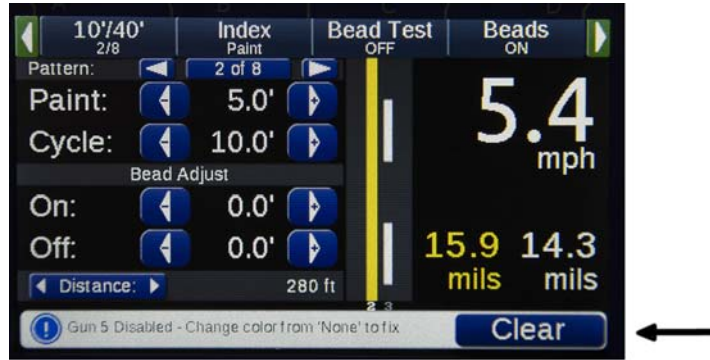 10'/40' Index Bead Test Beads
2/8 Paint OFF ON
Pattern: 2 of 8
Paint: - 5.0' +
Cycle: - 10.0' +
5.4
mph
Bead Adjust
On: - 0.0' +
Off: - 0.0' +
15.9 14.3
mils mils
Distance: 280 ft
2 3
! Gun 5 Disabled - Change color from 'None' to fix Clear